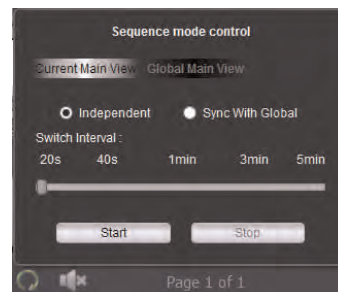 Sequence mode control
Current Main View Global Main View
Independent Sync With Global
Switch Interval :
20s 40s 1min 3min 5min
Start Stop
Page 1 of 1